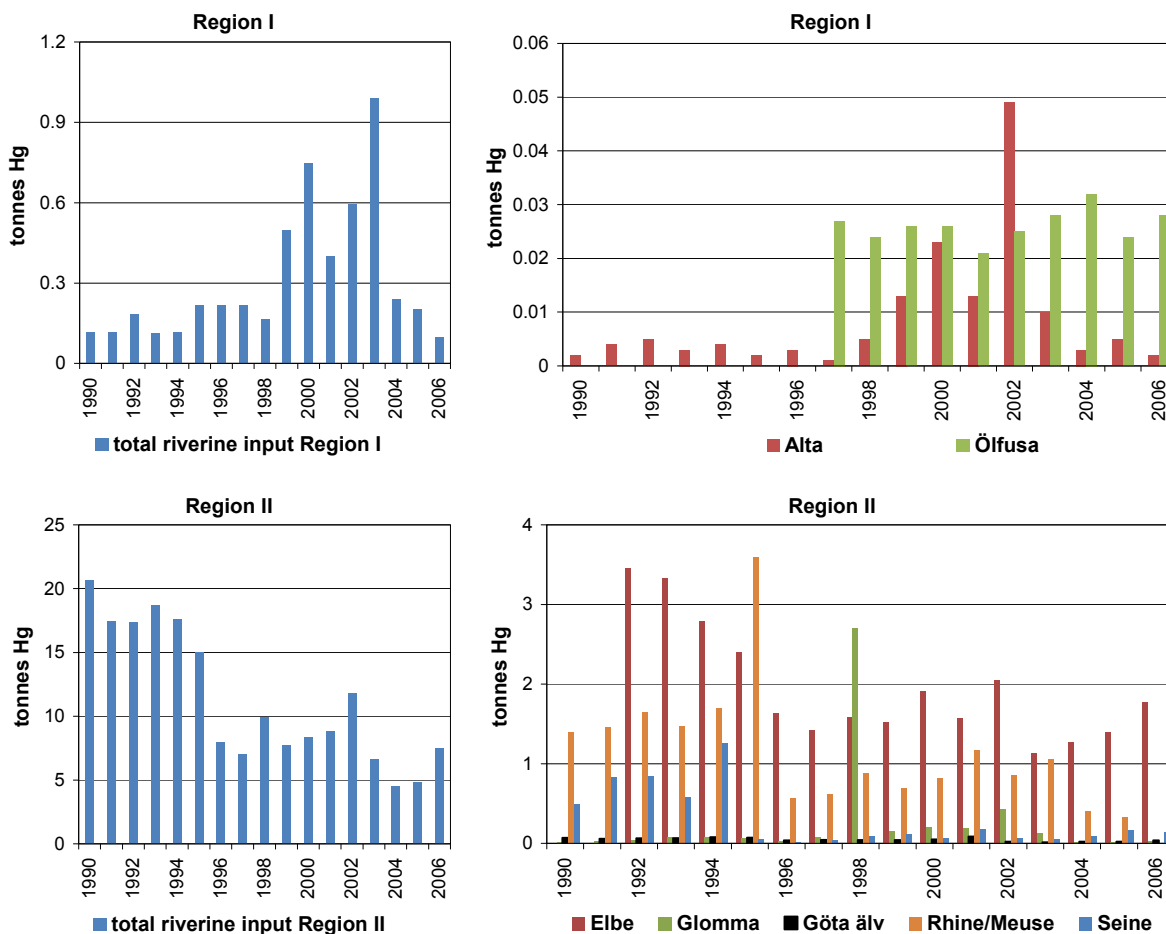 Region I
tonnes Hg
1.2
0.9
0.6
0.3
0
1990 1992 1994 1996 1998 2000 2002 2004 2006
total riverine input Region I
Region I
tonnes Hg
0.06
0.05
0.04
0.03
0.02
0.01
0
1990 1992 1994 1996 1998 2000 2002 2004 2006
Alta Ölfusa
Region II
tonnes Hg
25
20
15
10
5
0
1990 1992 1994 1996 1998 2000 2002 2004 2006
total riverine input Region II
Region II
tonnes Hg
4
3
2
1
0
1990 1992 1994 1996 1998 2000 2002 2004 2006
Elbe Glomma Göta älv Rhine/Meuse Seine